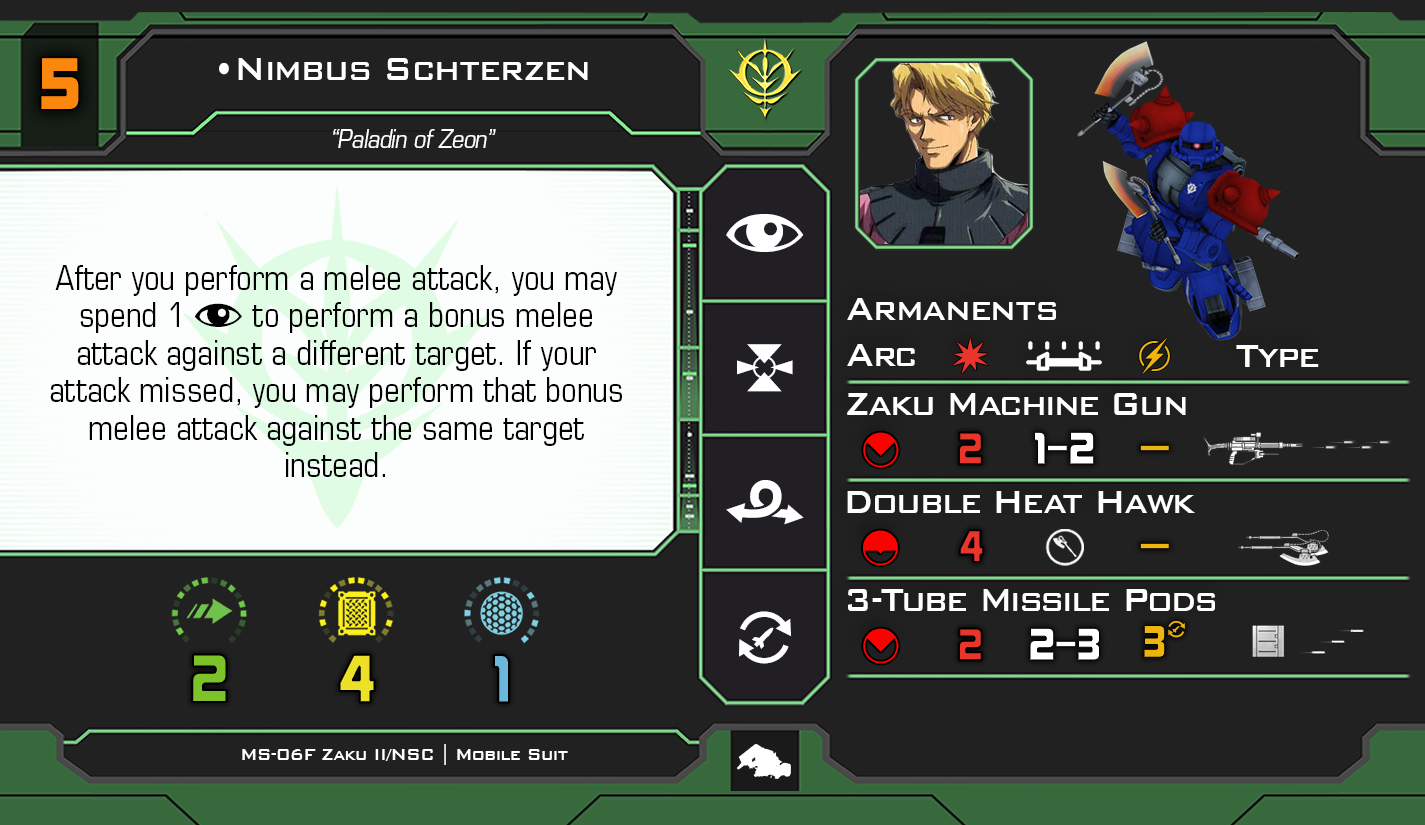 5
•Nimbus Schterzen
“Paladin of Zeon”
After you perform a melee attack, you may
spend 1 to perform a bonus melee
attack against a different target. If your
attack missed, you may perform that bonus
melee attack against the same target
instead.
2 4 1
MS-06F Zaku II/NSC | Mobile Suit
Armanents
Arc Type
Zaku Machine Gun
2 1–2 –
Double Heat Hawk
4 –
3-Tube Missile Pods
2 2–3 3